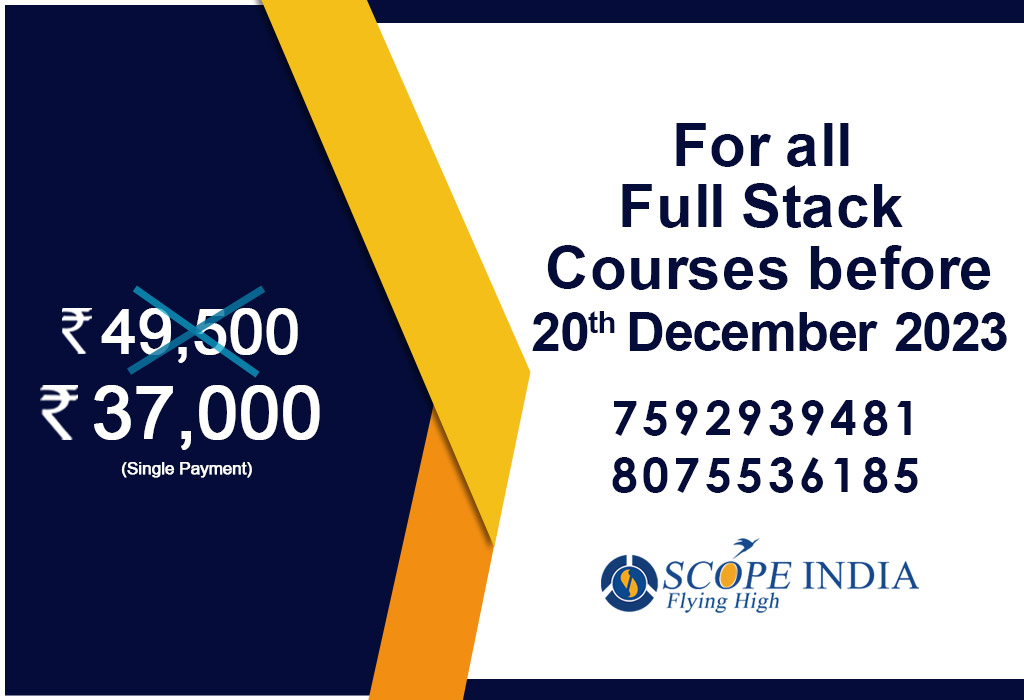 ₹ 49,500
₹ 37,000
(Single Payment)
For all
Full Stack
Courses before
20th December 2023
7592939481
8075536185
SCOPE INDIA
Flying High